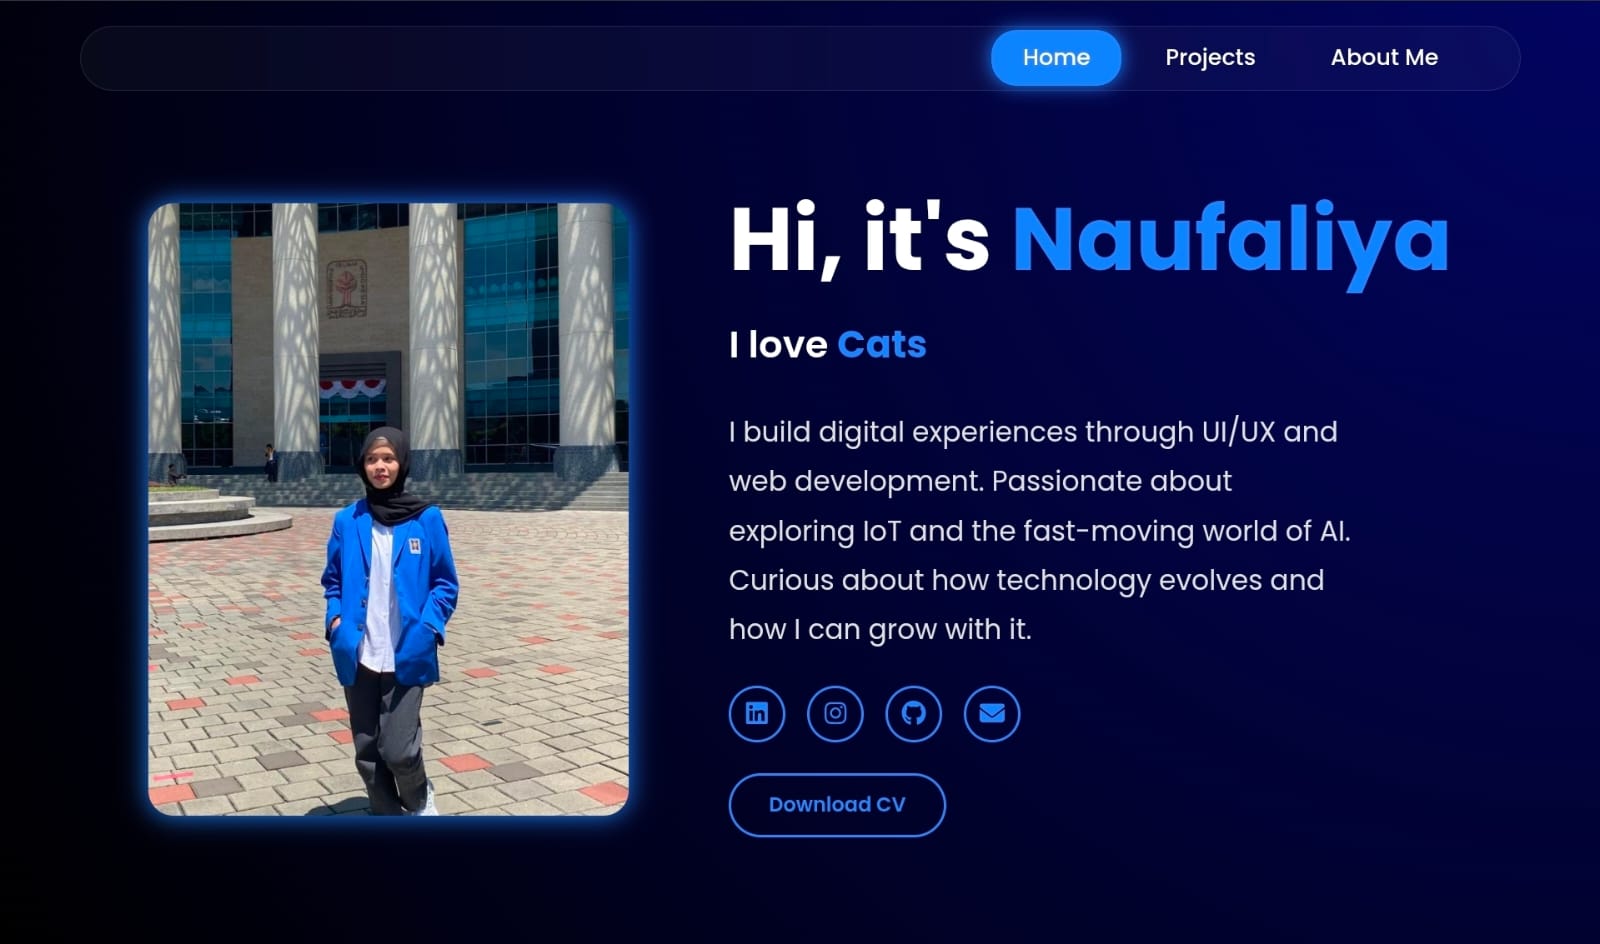 Home Projects About Me
Hi, it's Naufaliya
I love Cats
I build digital experiences through UI/UX and
web development. Passionate about
exploring IoT and the fast-moving world of AI.
Curious about how technology evolves and
how I can grow with it.
Download CV